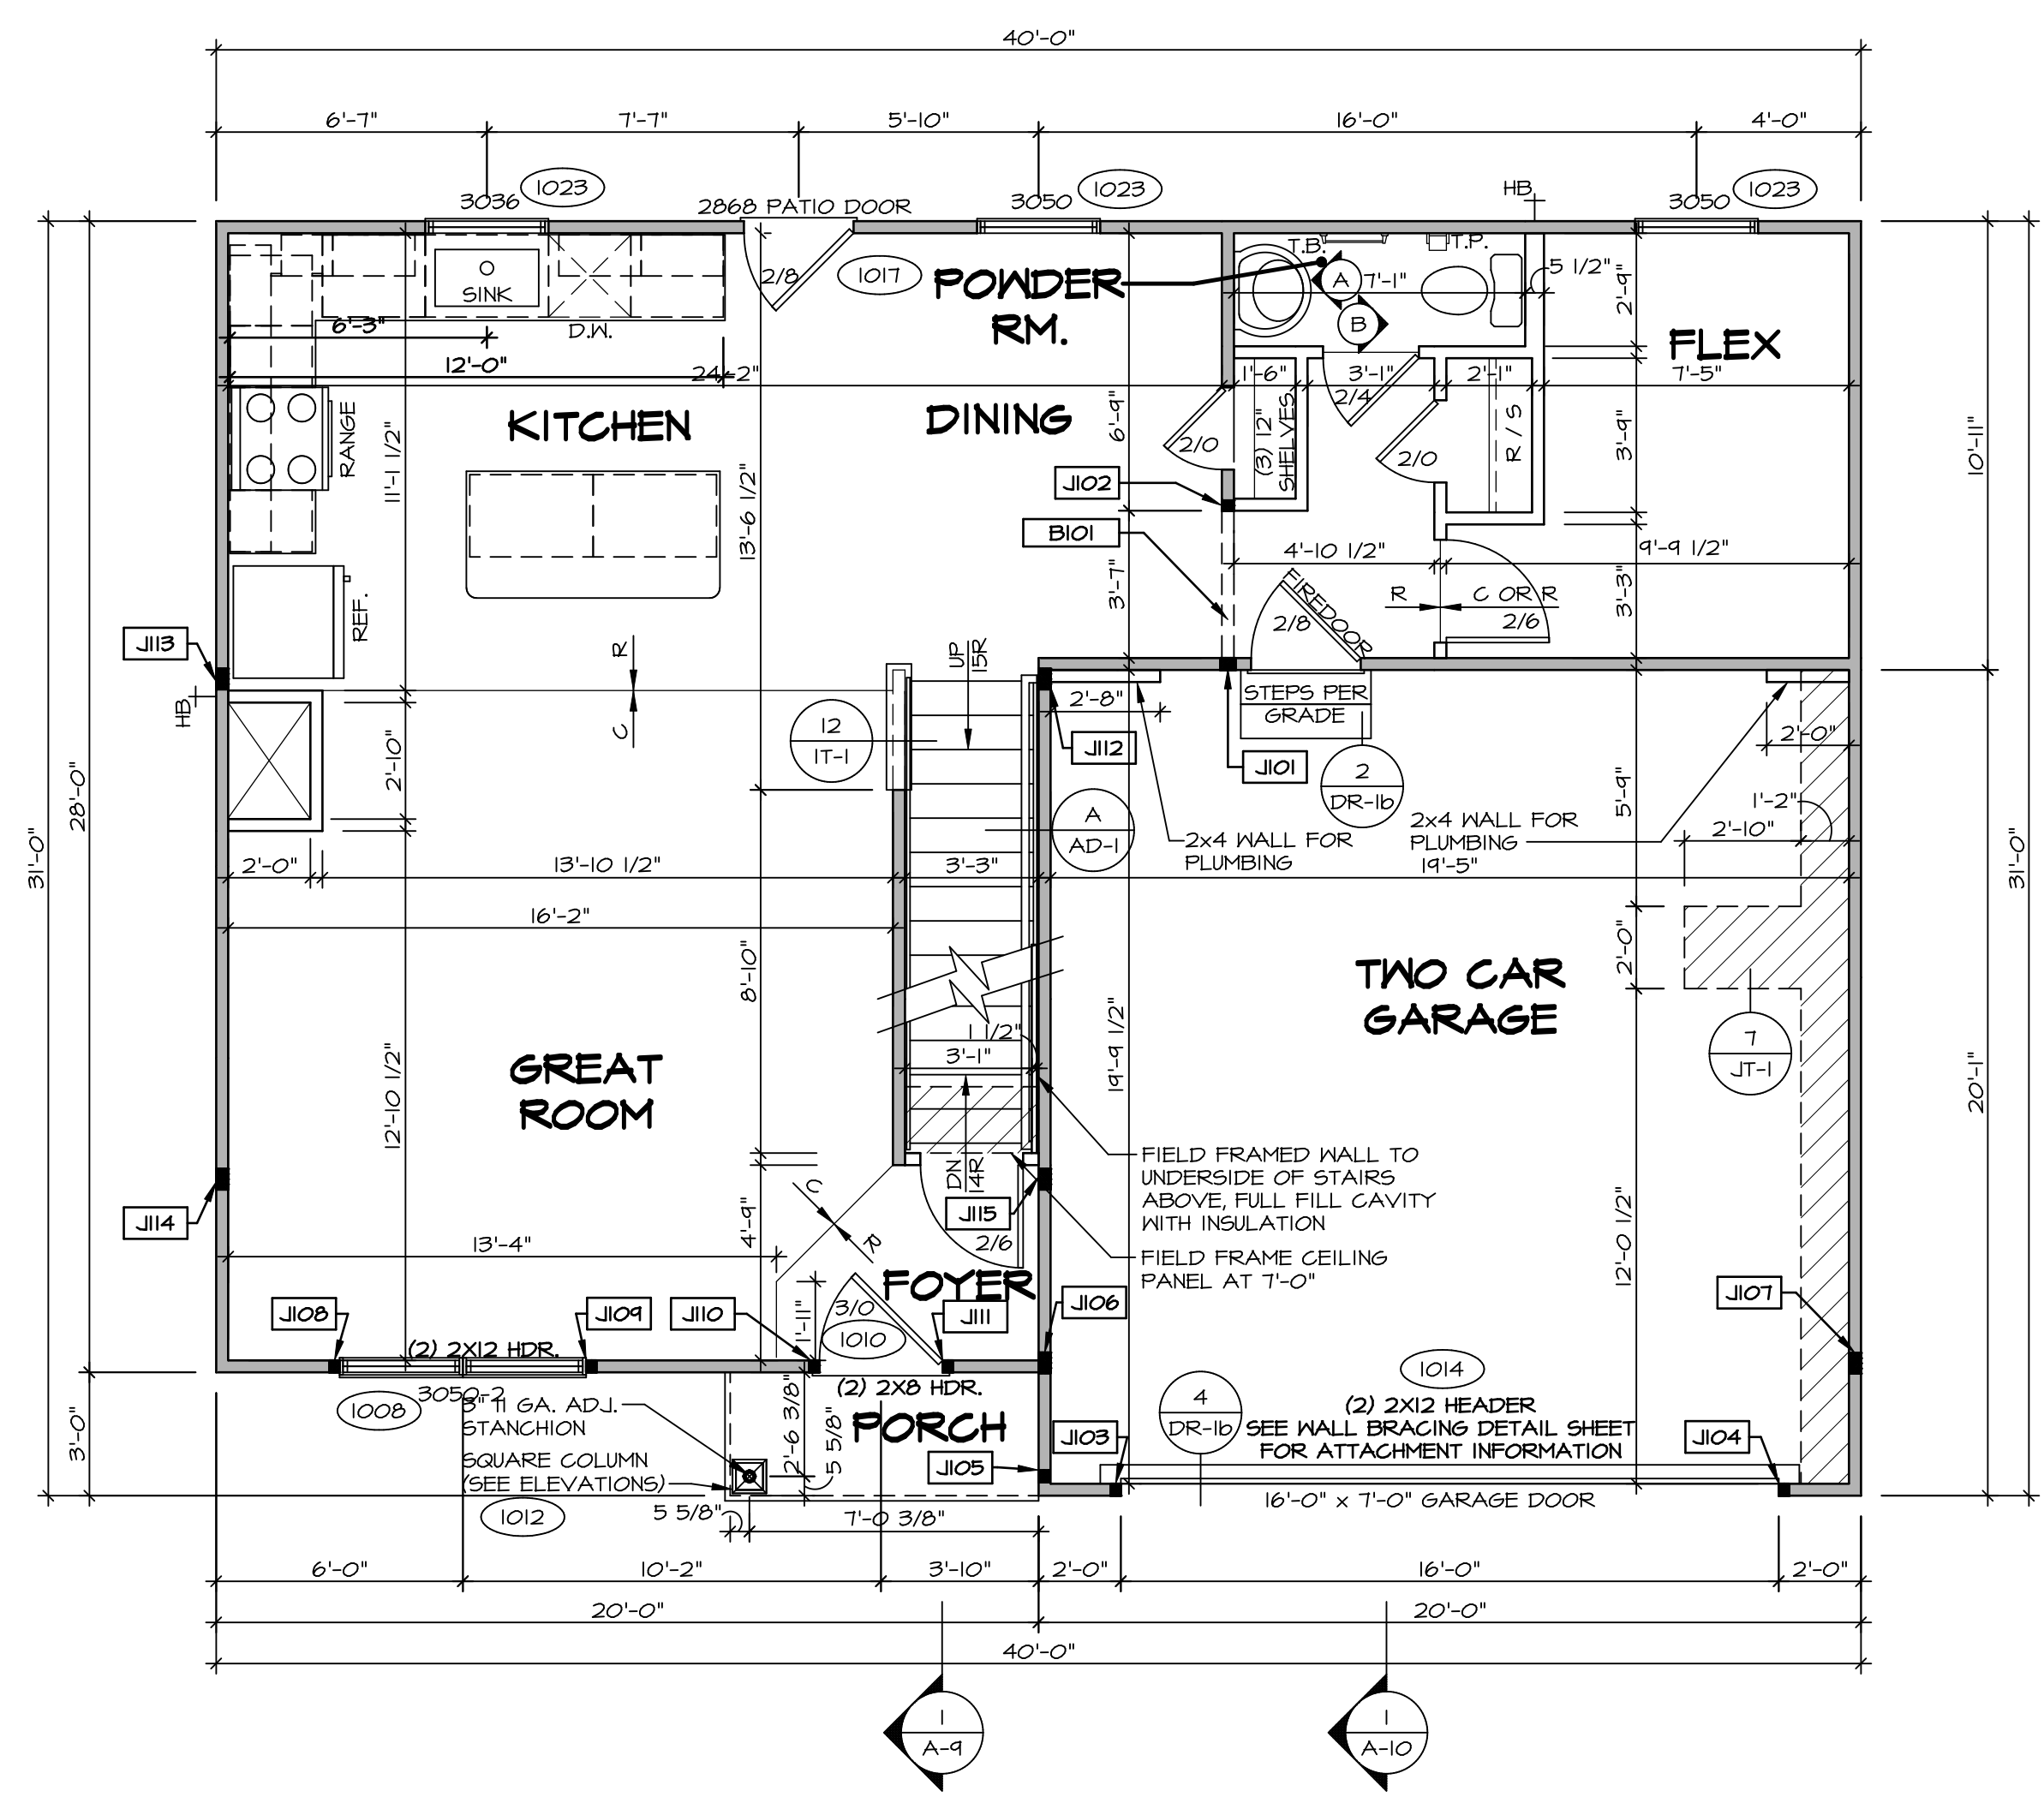 40'-0"
6'-7"
7'-7"
5'-10"
16'-0"
4'-0"
3036
1023
2868 PATIO DOOR
3050
1023
HB
3050
1023
SINK
D.W.
2/8
1017
POWDER
RM.
T.B.
T.P.
A
7'-1"
B
5 1/2"
2'-9"
FLEX
6'-3"
12'-0"
24'-2"
1'-6"
3'-1"
2'-1"
7'-5"
2/4
KITCHEN
DINING
RANGE
11'-1 1/2"
13'-6 1/2"
6'-9"
2/0
(3) 12"
SHELVES
2/0
R / S
3'-9"
10'-11"
J102
B101
4'-10 1/2"
9'-9 1/2"
3'-7"
FIREDOOR
2/8
R
C OR R
2/6
3'-3"
REF.
J113
HB
R
C
UP
15R
12
1T-1
2'-8"
STEPS PER
GRADE
J112
J101
2
DR-1b
2'-0"
5'-9"
1'-2"
2'-10"
A
AD-1
2x4 WALL FOR
PLUMBING
2x4 WALL FOR
PLUMBING
28'-0"
31'-0"
31'-0"
2'-10"
2'-0"
13'-10 1/2"
3'-3"
19'-5"
16'-2"
8'-10"
2'-0"
TWO CAR
GARAGE
1 1/2"
3'-1"
19'-9 1/2"
7
JT-1
20'-1"
GREAT
ROOM
12'-10 1/2"
DN
14R
FIELD FRAMED WALL TO
UNDERSIDE OF STAIRS
ABOVE, FULL FILL CAVITY
WITH INSULATION
12'-0 1/2"
J114
C
R
4'-9"
J115
2/6
13'-4"
FIELD FRAME CEILING
PANEL AT 7'-0"
FOYER
J108
J109
J110
1'-11"
3/0
1010
J111
J106
J107
(2) 2X12 HDR.
3050-2
1008
(2) 2X8 HDR.
1014
3" 11 GA. ADJ.
STANCHION
2'-6 3/8"
5 5/8"
PORCH
4
DR-1b
(2) 2X12 HEADER
SEE WALL BRACING DETAIL SHEET
FOR ATTACHMENT INFORMATION
J103
J104
J105
3'-0"
SQUARE COLUMN
(SEE ELEVATIONS)
1012
5 5/8"
7'-0 3/8"
16'-0" x 7'-0" GARAGE DOOR
6'-0"
10'-2"
3'-10"
2'-0"
16'-0"
2'-0"
20'-0"
20'-0"
40'-0"
1
A-9
1
A-10